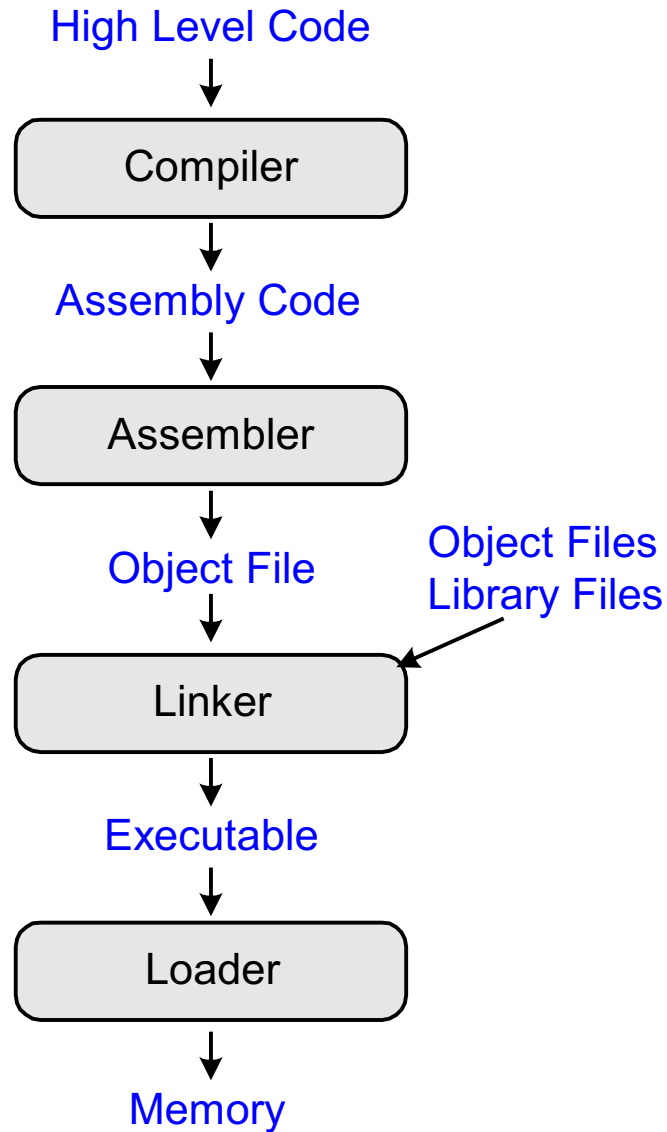 High Level Code
Compiler
Assembly Code
Assembler
Object File
Object Files
Library Files
Linker
Executable
Loader
Memory